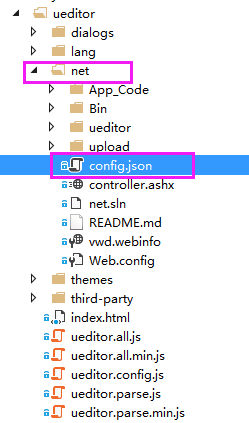 ueditor
dialogs
lang
net
App_Code
Bin
ueditor
upload
config.json
controller.ashx
net.sln
README.md
vwd.webinfo
Web.config
themes
third-party
index.html
ueditor.all.js
ueditor.all.min.js
ueditor.config.js
ueditor.parse.js
ueditor.parse.min.js